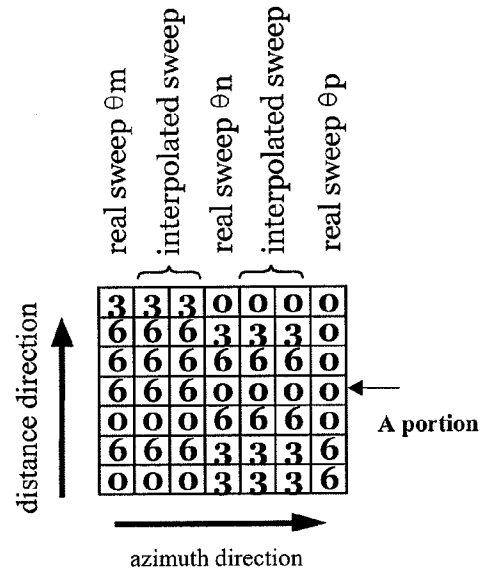 real sweep θm
interpolated sweep
real sweep θn
interpolated sweep
real sweep θp
3 3 3 0 0 0 0
6 6 6 3 3 3 0
6 6 6 6 6 6 0
6 6 6 0 0 0 0
0 0 0 6 6 6 0
6 6 6 3 3 3 6
0 0 0 3 3 3 6
distance direction
A portion
azimuth direction